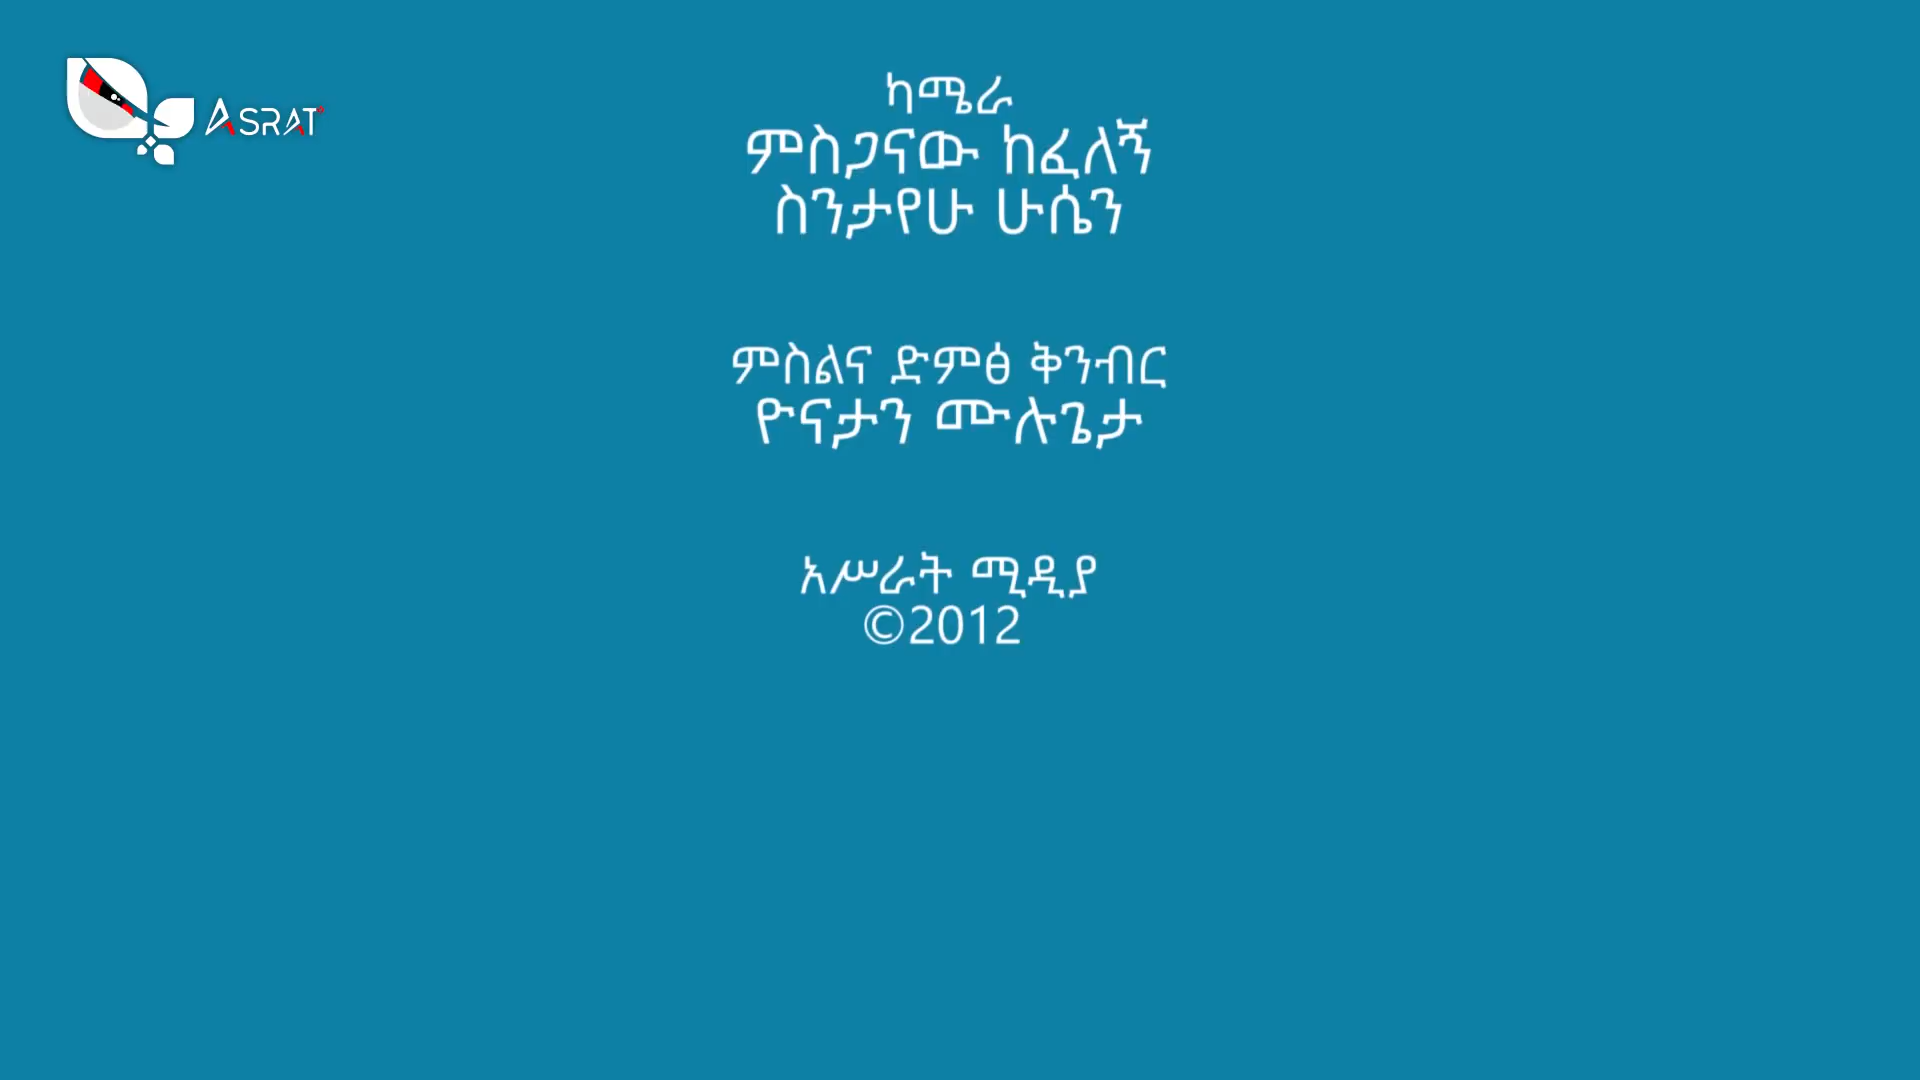 ASRAT
ካሜራ
ምስጋናው ከፈለኝ
ስንታየሁ ሁሴን
ምስልና ድምፅ ቅንብር
ዮናታን ሙሉጌታ
አሥራት ሚዲያ
©2012